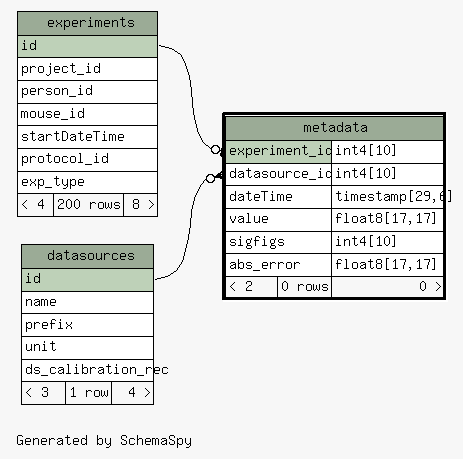 experiments
id
project_id
person_id
mouse_id
startDateTime
protocol_id
exp_type
< 4 200 rows 8 >
metadata
experiment_id int4[10]
datasource_id int4[10]
dateTime timestamp[29,6]
value float8[17,17]
sigfigs int4[10]
abs_error float8[17,17]
< 2 0 rows 0 >
datasources
id
name
prefix
unit
ds_calibration_rec
< 3 1 row 4 >
Generated by SchemaSpy